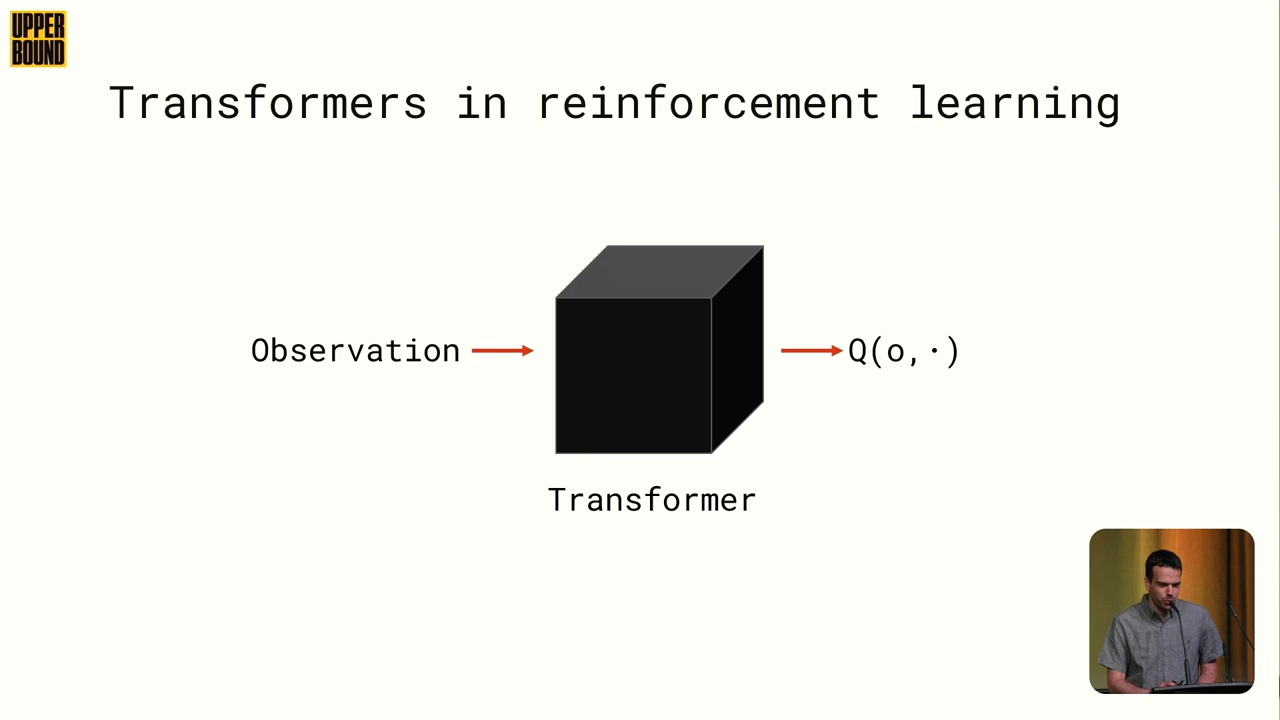 UPPER
BOUND
Transformers in reinforcement learning
Observation
Q(o,·)
Transformer